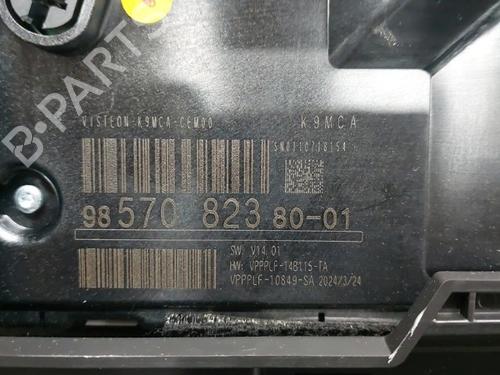 VISTEON-K9MCA-CEM00
K9MCA
98 570 823 80-01
SW: V14.01
HW: VPPPLF-14B115-TA
VPPPLF-10849-SA 2024/3/24